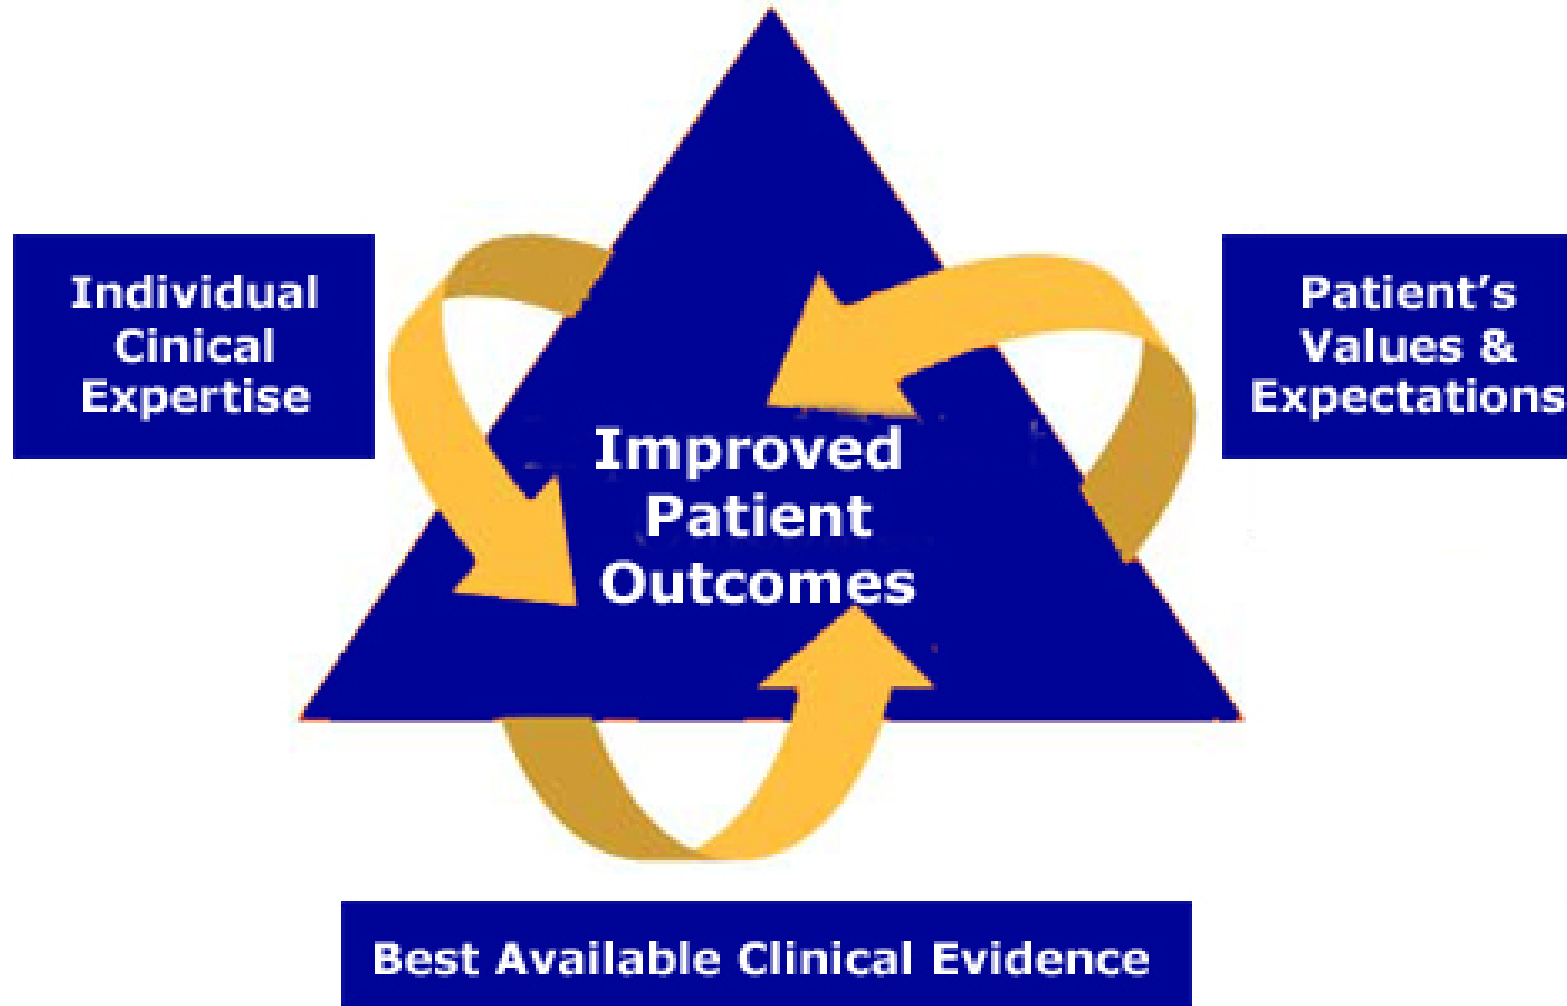 Individual
Cinical
Expertise
Patient’s
Values &
Expectations
Improved
Patient
Outcomes
Best Available Clinical Evidence